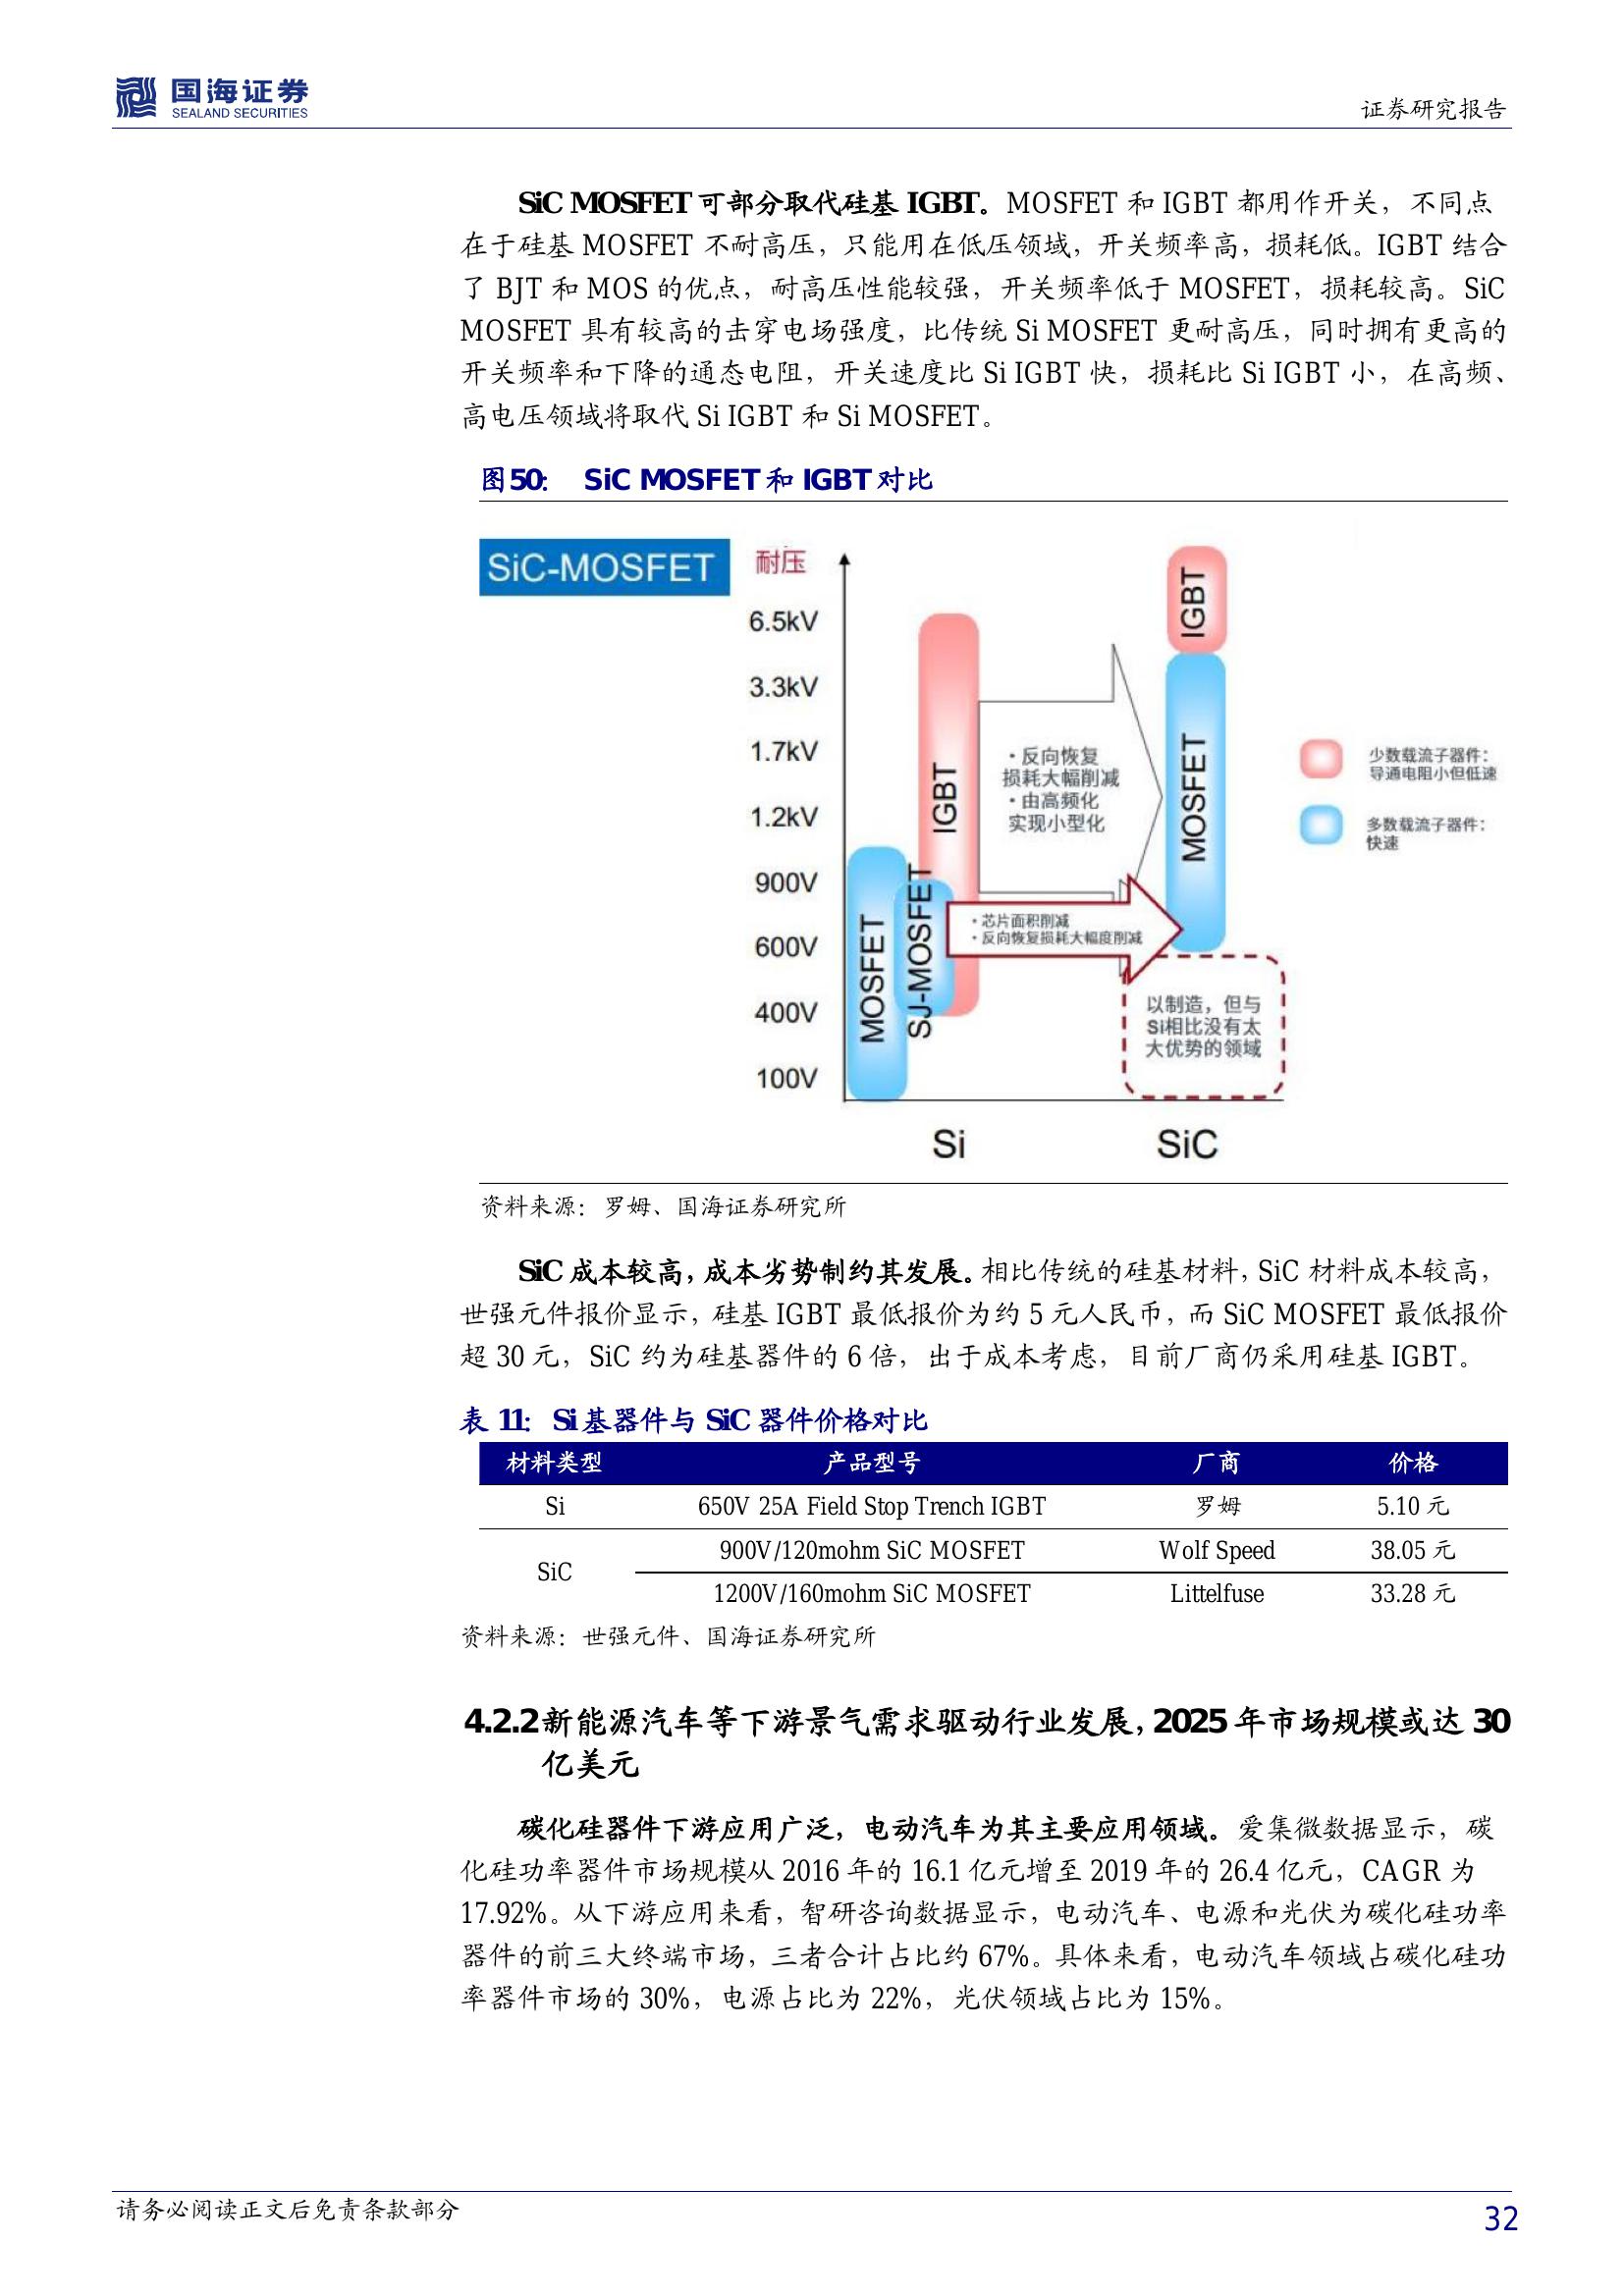 国海证券
SEALAND SECURITIES
证券研究报告
SiC MOSFET 可部分取代硅基 IGBT。MOSFET 和 IGBT 都用作开关，不同点
在于硅基 MOSFET 不耐高压，只能用在低压领域，开关频率高，损耗低。IGBT 结合
了 BJT 和 MOS 的优点，耐高压性能较强，开关频率低于 MOSFET，损耗较高。SiC
MOSFET 具有较高的击穿电场强度，比传统 Si MOSFET 更耐高压，同时拥有更高的
开关频率和下降的通态电阻，开关速度比 Si IGBT 快，损耗比 Si IGBT 小，在高频、
高电压领域将取代 Si IGBT 和 Si MOSFET。
图50： SiC MOSFET 和 IGBT 对比
SiC-MOSFET
耐压
6.5kV
3.3kV
1.7kV
1.2kV
900V
600V
400V
100V
MOSFET
SJ-MOSFET
IGBT
・反向恢复
损耗大幅削减
・由高频化
实现小型化
・芯片面积削减
・反向恢复损耗大幅度削减
IGBT
MOSFET
以制造，但与
Si相比没有太
大优势的领域
少数载流子器件：
导通电阻小但低速
多数载流子器件：
快速
Si
SiC
资料来源：罗姆、国海证券研究所
SiC 成本较高，成本劣势制约其发展。相比传统的硅基材料，SiC 材料成本较高，
世强元件报价显示，硅基 IGBT 最低报价为约 5 元人民币，而 SiC MOSFET 最低报价
超 30 元，SiC 约为硅基器件的 6 倍，出于成本考虑，目前厂商仍采用硅基 IGBT。
表 11： Si 基器件与 SiC 器件价格对比
材料类型 产品型号 厂商 价格
Si 650V 25A Field Stop Trench IGBT 罗姆 5.10 元
SiC 900V/120mohm SiC MOSFET Wolf Speed 38.05 元
1200V/160mohm SiC MOSFET Littelfuse 33.28 元
资料来源：世强元件、国海证券研究所
4.2.2新能源汽车等下游景气需求驱动行业发展，2025 年市场规模或达 30
亿美元
碳化硅器件下游应用广泛，电动汽车为其主要应用领域。爱集微数据显示，碳
化硅功率器件市场规模从 2016 年的 16.1 亿元增至 2019 年的 26.4 亿元，CAGR 为
17.92%。从下游应用来看，智研咨询数据显示，电动汽车、电源和光伏为碳化硅功率
器件的前三大终端市场，三者合计占比约 67%。具体来看，电动汽车领域占碳化硅功
率器件市场的 30%，电源占比为 22%，光伏领域占比为 15%。
请务必阅读正文后免责条款部分
32